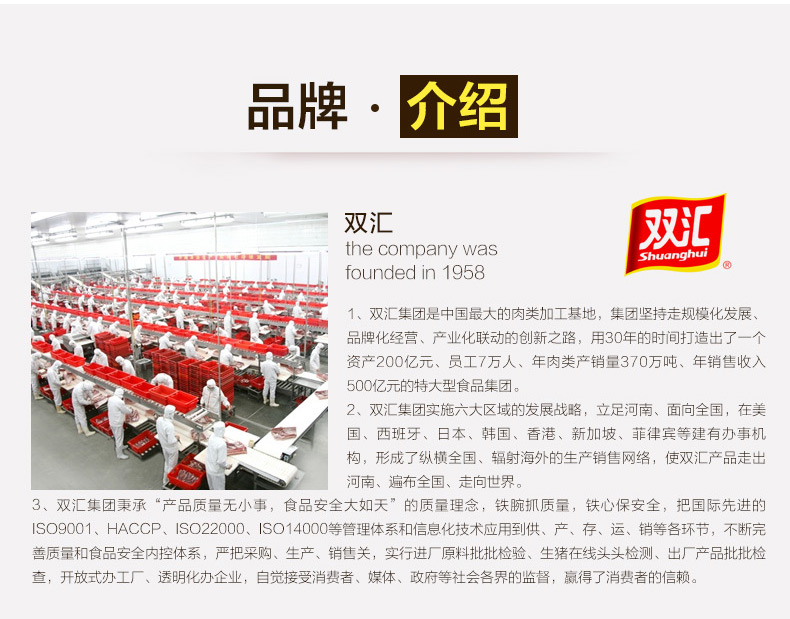 品牌·介绍
双汇
the company was
founded in 1958
双汇
Shuanghui
®
1、双汇集团是中国最大的肉类加工基地，集团坚持走规模化发展、
品牌化经营、产业化联动的创新之路，用30年的时间打造出了一个
资产200亿元、员工7万人、年肉类产销量370万吨、年销售收入
500亿元的特大型食品集团。
2、双汇集团实施六大区域的发展战略，立足河南、面向全国，在美
国、西班牙、日本、韩国、香港、新加坡、菲律宾等建有办事机
构，形成了纵横全国、辐射海外的生产销售网络，使双汇产品走出
河南、遍布全国、走向世界。
3、双汇集团秉承“产品质量无小事，食品安全大如天”的质量理念，铁腕抓质量，铁心保安全，把国际先进的
ISO9001、HACCP、ISO22000、ISO14000等管理体系和信息化技术应用到供、产、存、运、销等各环节，不断完
善质量和食品安全内控体系，严把采购、生产、销售关，实行进厂原料批批检验、生猪在线头头检测、出厂产品批批检
查，开放式办工厂、透明化办企业，自觉接受消费者、媒体、政府等社会各界的监督，赢得了消费者的信赖。